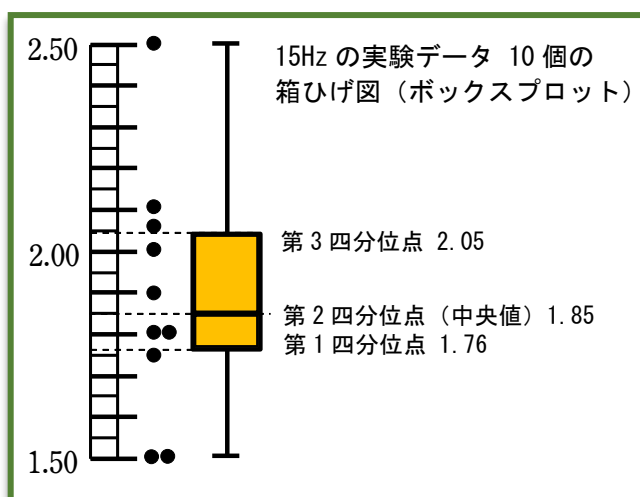 2.50
15Hz の実験データ 10 個の
箱ひげ図（ボックスプロット）
第 3 四分位点 2.05
2.00
第 2 四分位点（中央値）1.85
第 1 四分位点 1.76
1.50